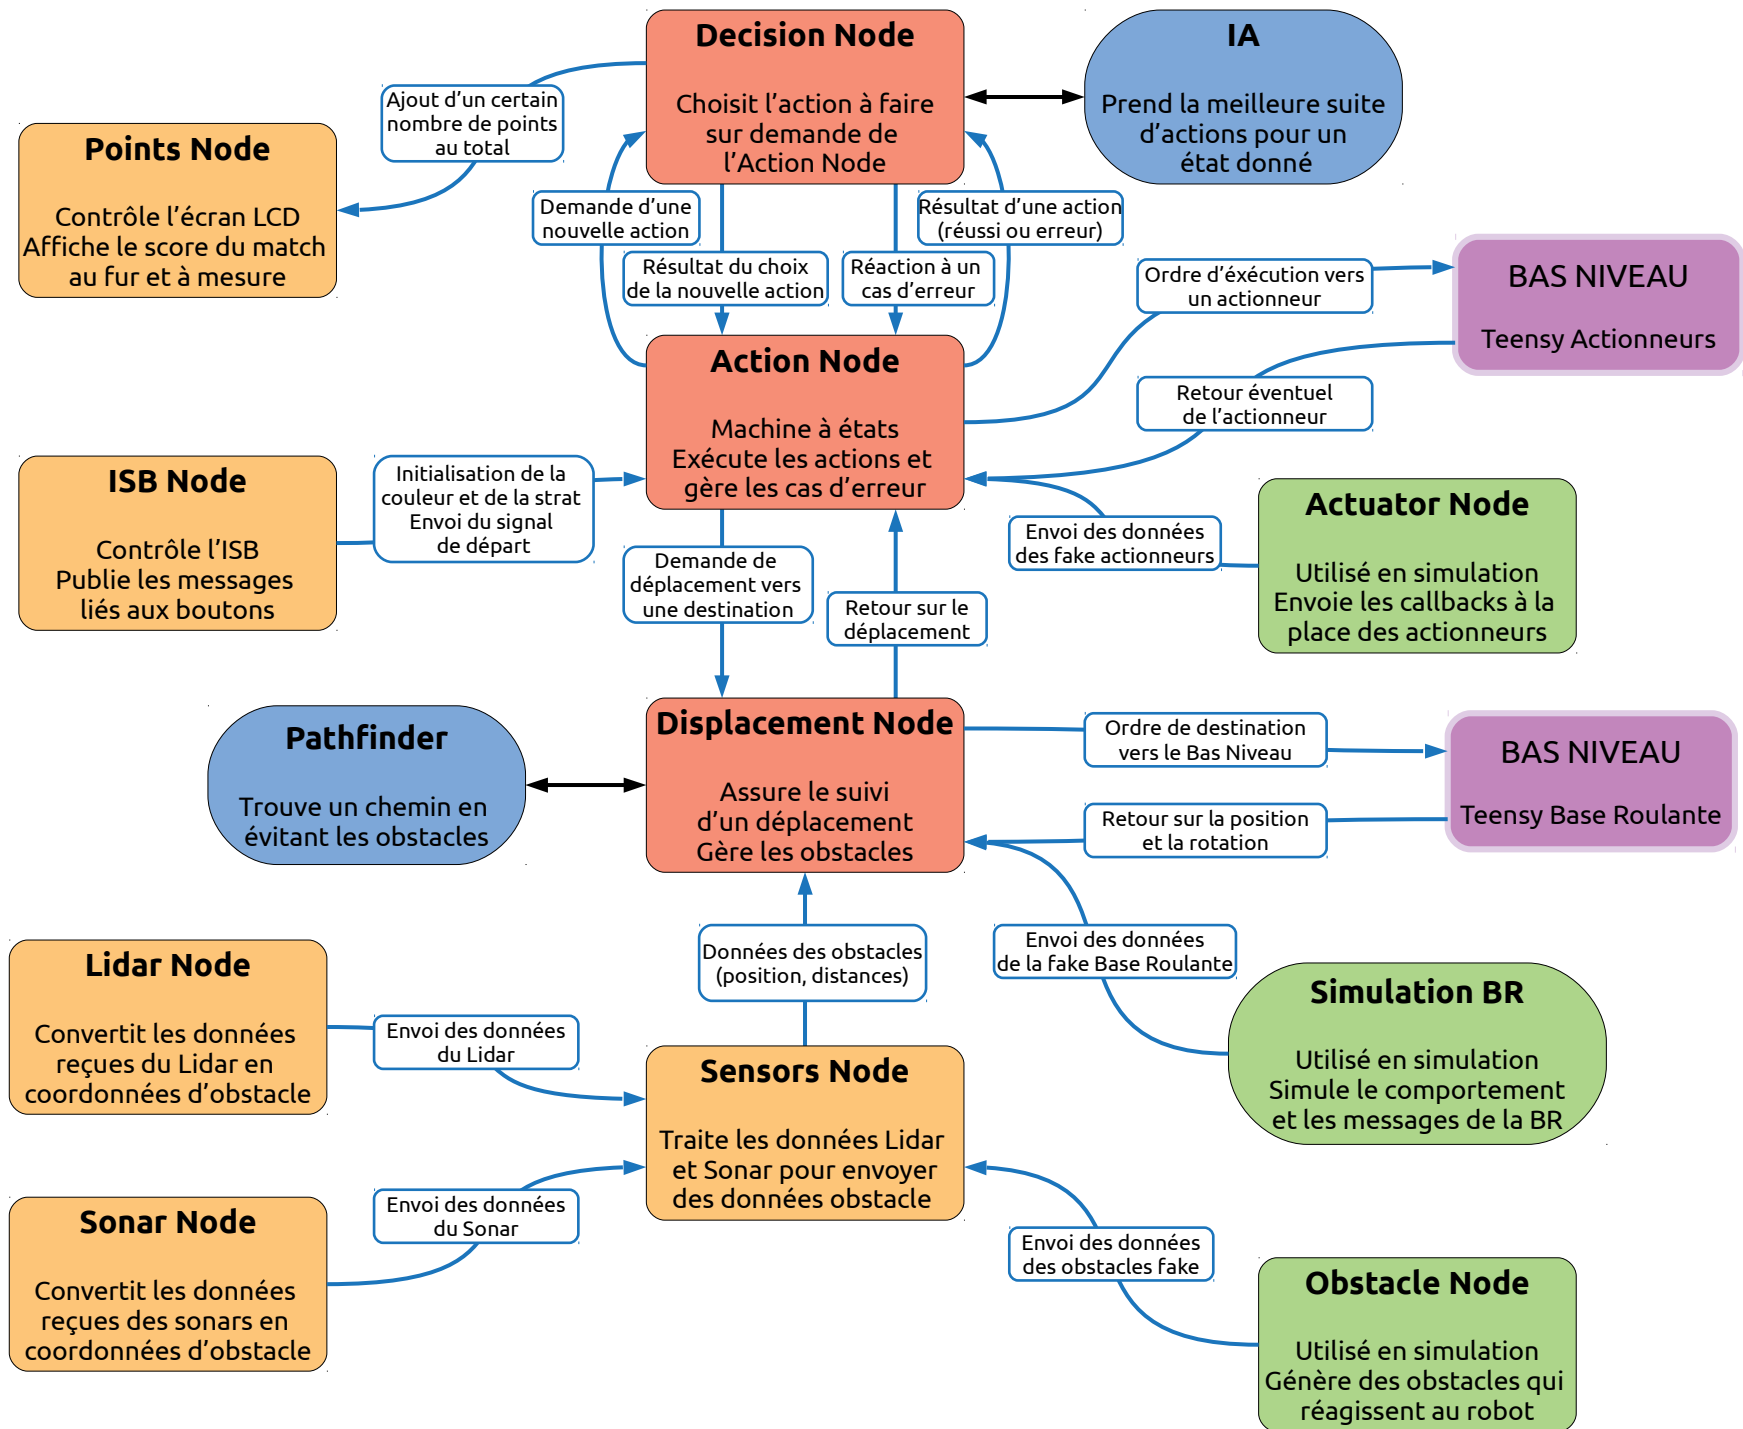 Decision Node
Choisit l’action à faire
sur demande de
l’Action Node
IA
Prend la meilleure suite
d’actions pour un
état donné
Ajout d’un certain
nombre de points
au total
Points Node
Contrôle l’écran LCD
Affiche le score du match
au fur et à mesure
Demande d’une
nouvelle action
Résultat du choix
de la nouvelle action
Réaction à un
cas d’erreur
Résultat d’une action
(réussi ou erreur)
Ordre d’éxécution vers
un actionneur
BAS NIVEAU
Teensy Actionneurs
Action Node
Machine à états
Exécute les actions et
gère les cas d’erreur
Retour éventuel
de l’actionneur
ISB Node
Contrôle l’ISB
Publie les messages
liés aux boutons
Initialisation de la
couleur et de la strat
Envoi du signal
de départ
Envoi des données
des fake actionneurs
Actuator Node
Utilisé en simulation
Envoie les callbacks à la
place des actionneurs
Demande de
déplacement vers
une destination
Retour sur le
déplacement
Pathfinder
Trouve un chemin en
évitant les obstacles
Displacement Node
Assure le suivi
d’un déplacement
Gère les obstacles
Ordre de destination
vers le Bas Niveau
Retour sur la position
et la rotation
BAS NIVEAU
Teensy Base Roulante
Données des obstacles
(position, distances)
Envoi des données
de la fake Base Roulante
Simulation BR
Utilisé en simulation
Simule le comportement
et les messages de la BR
Lidar Node
Convertit les données
reçues du Lidar en
coordonnées d’obstacle
Envoi des données
du Lidar
Sensors Node
Traite les données Lidar
et Sonar pour envoyer
des données obstacle
Sonar Node
Convertit les données
reçues des sonars en
coordonnées d’obstacle
Envoi des données
du Sonar
Envoi des données
des obstacles fake
Obstacle Node
Utilisé en simulation
Génère des obstacles qui
réagissent au robot